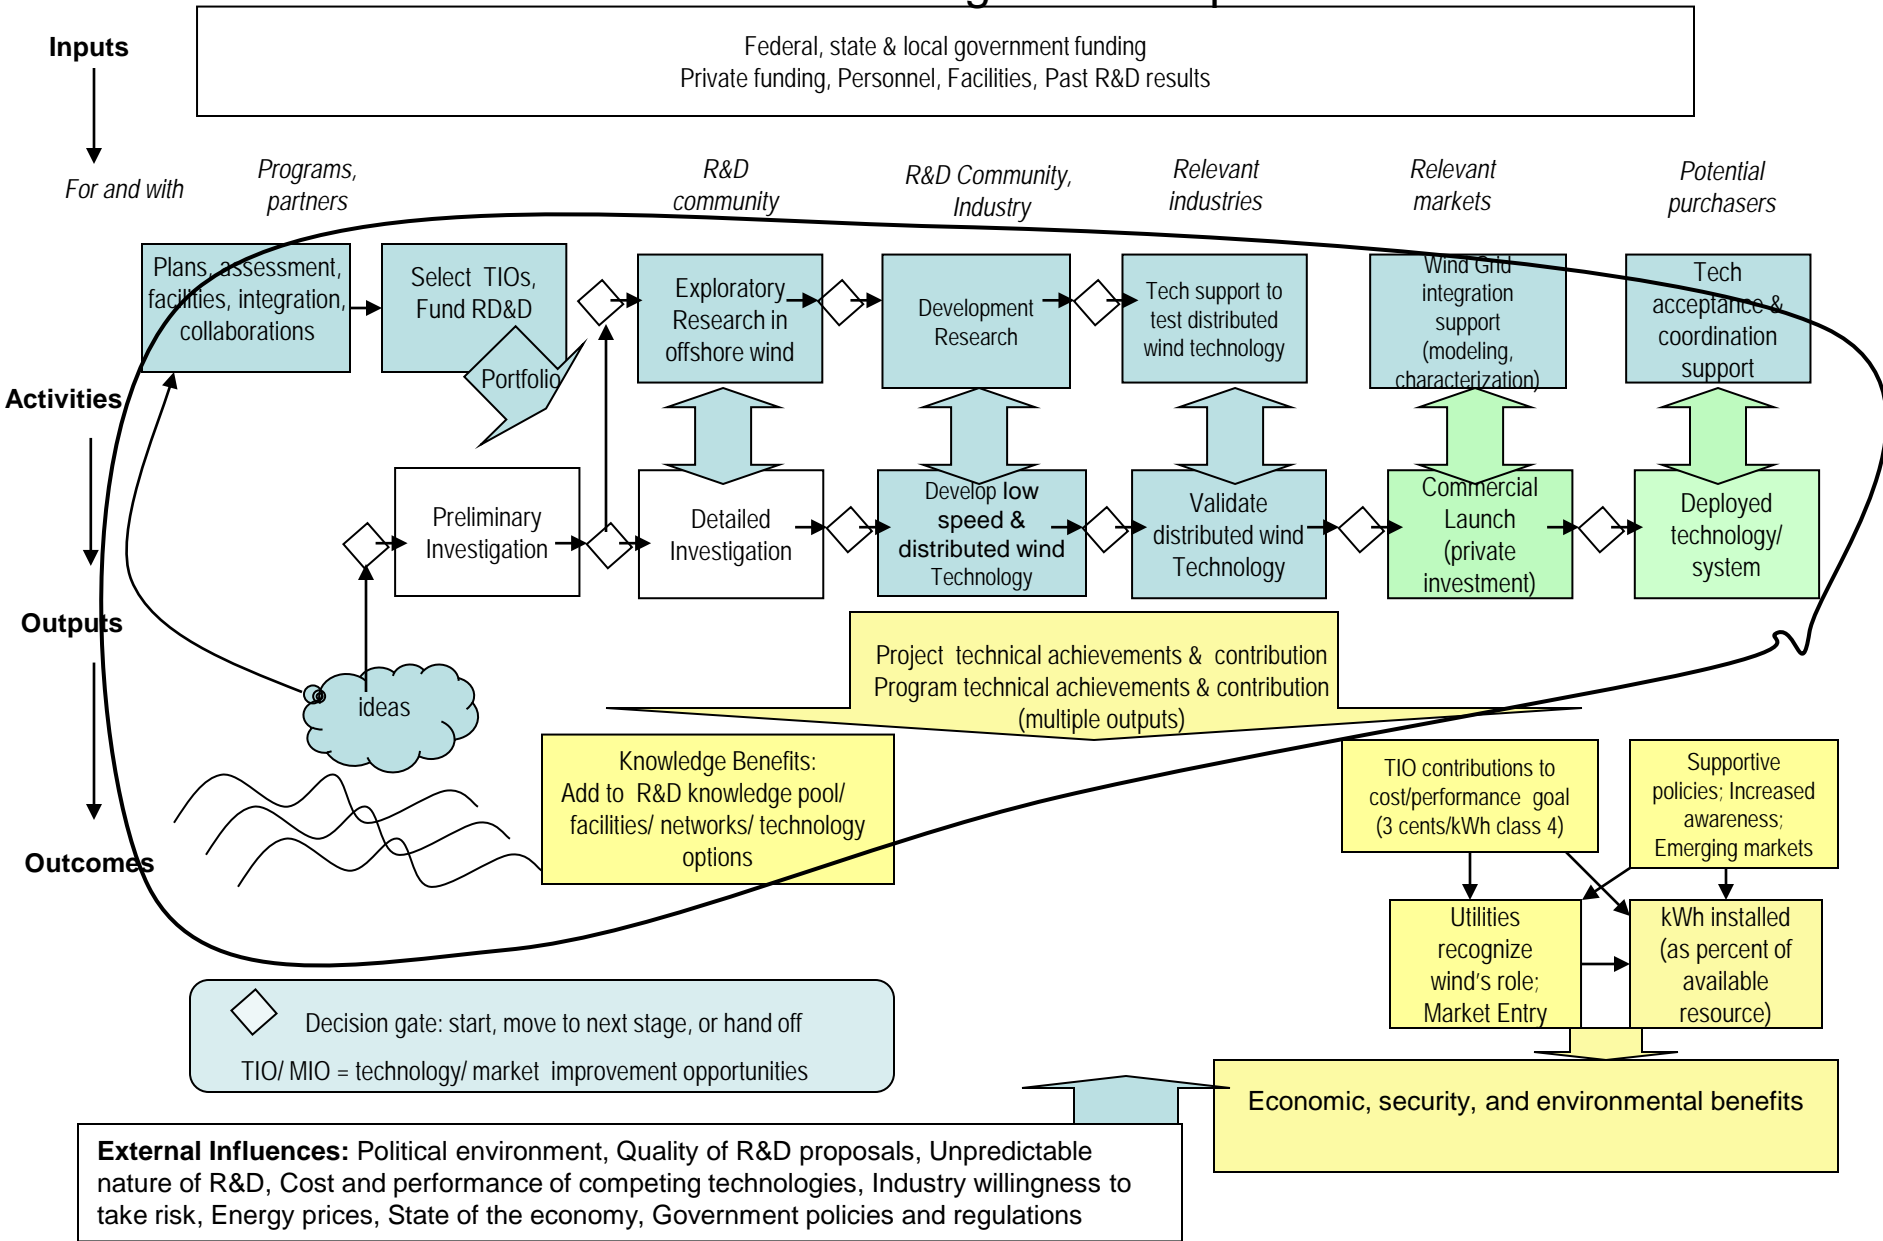 Inputs
Federal, state & local government funding
Private funding, Personnel, Facilities, Past R&D results
For and with
Programs,
partners
R&D
community
R&D Community,
Industry
Relevant
industries
Relevant
markets
Potential
purchasers
Plans, assessment,
facilities, integration,
collaborations
Select TIOs,
Fund RD&D
Portfolio
Exploratory
Research in
offshore wind
Development
Research
Tech support to
test distributed
wind technology
Wind Grid
integration
support
(modeling,
characterization)
Tech
acceptance &
coordination
support
Activities
Preliminary
Investigation
Detailed
Investigation
Develop low
speed &
distributed wind
Technology
Validate
distributed wind
Technology
Commercial
Launch
(private
investment)
Deployed
technology/
system
Outputs
ideas
Project technical achievements & contribution
Program technical achievements & contribution
(multiple outputs)
Knowledge Benefits:
Add to R&D knowledge pool/
facilities/ networks/ technology
options
TIO contributions to
cost/performance goal
(3 cents/kWh class 4)
Supportive
policies; Increased
awareness;
Emerging markets
Outcomes
Utilities
recognize
wind's role;
Market Entry
kWh installed
(as percent of
available
resource)
Decision gate: start, move to next stage, or hand off
TIO/ MIO = technology/ market improvement opportunities
Economic, security, and environmental benefits
External Influences: Political environment, Quality of R&D proposals, Unpredictable
nature of R&D, Cost and performance of competing technologies, Industry willingness to
take risk, Energy prices, State of the economy, Government policies and regulations